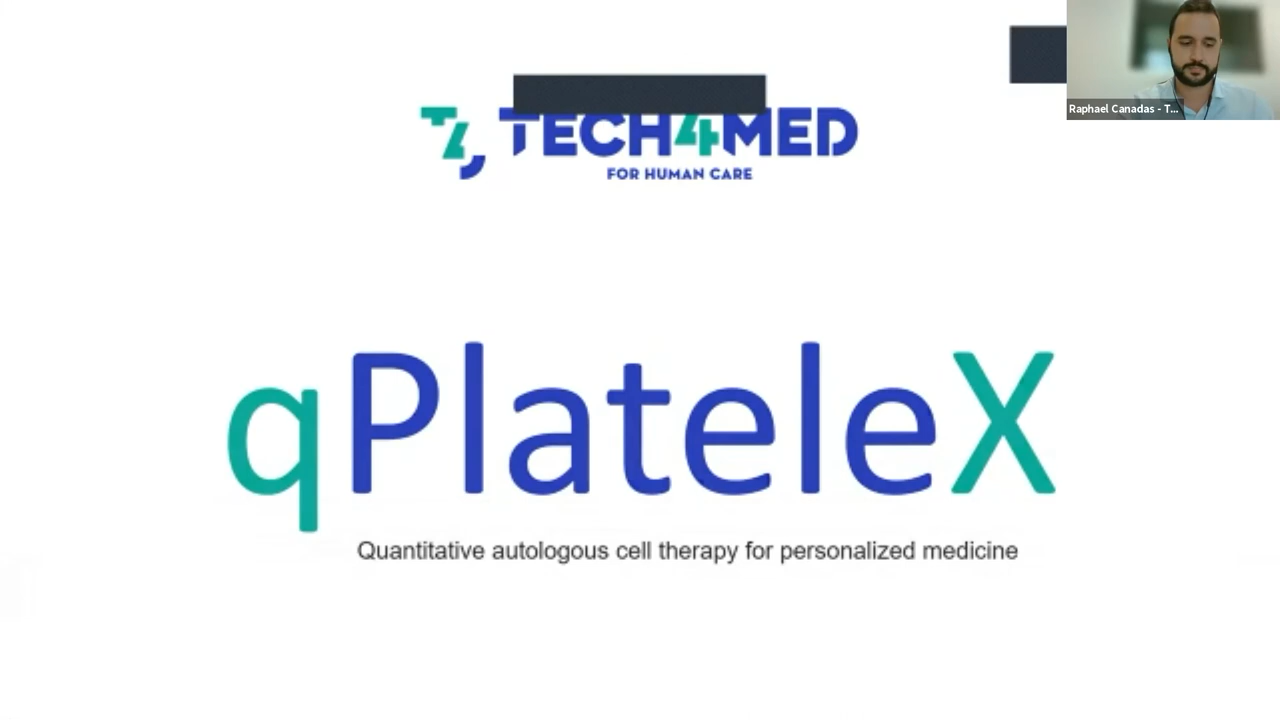 TECH4MED
FOR HUMAN CARE
Raphael Canadas - T...
qPlateleX
Quantitative autologous cell therapy for personalized medicine